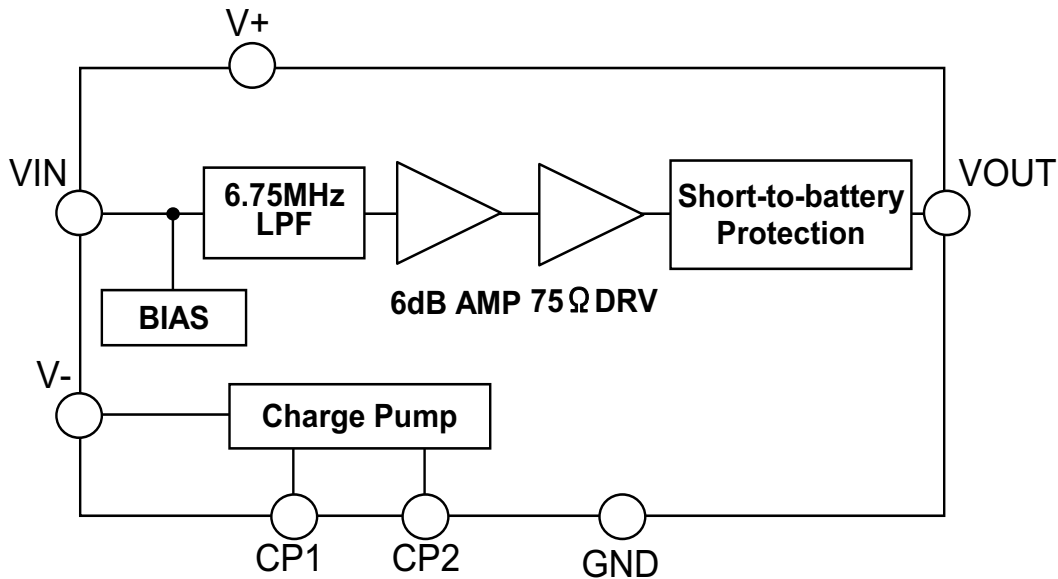 V+
VIN
6.75MHz
LPF
Short-to-battery
Protection
VOUT
6dB AMP
75Ω DRV
BIAS
V-
Charge Pump
CP1
CP2
GND